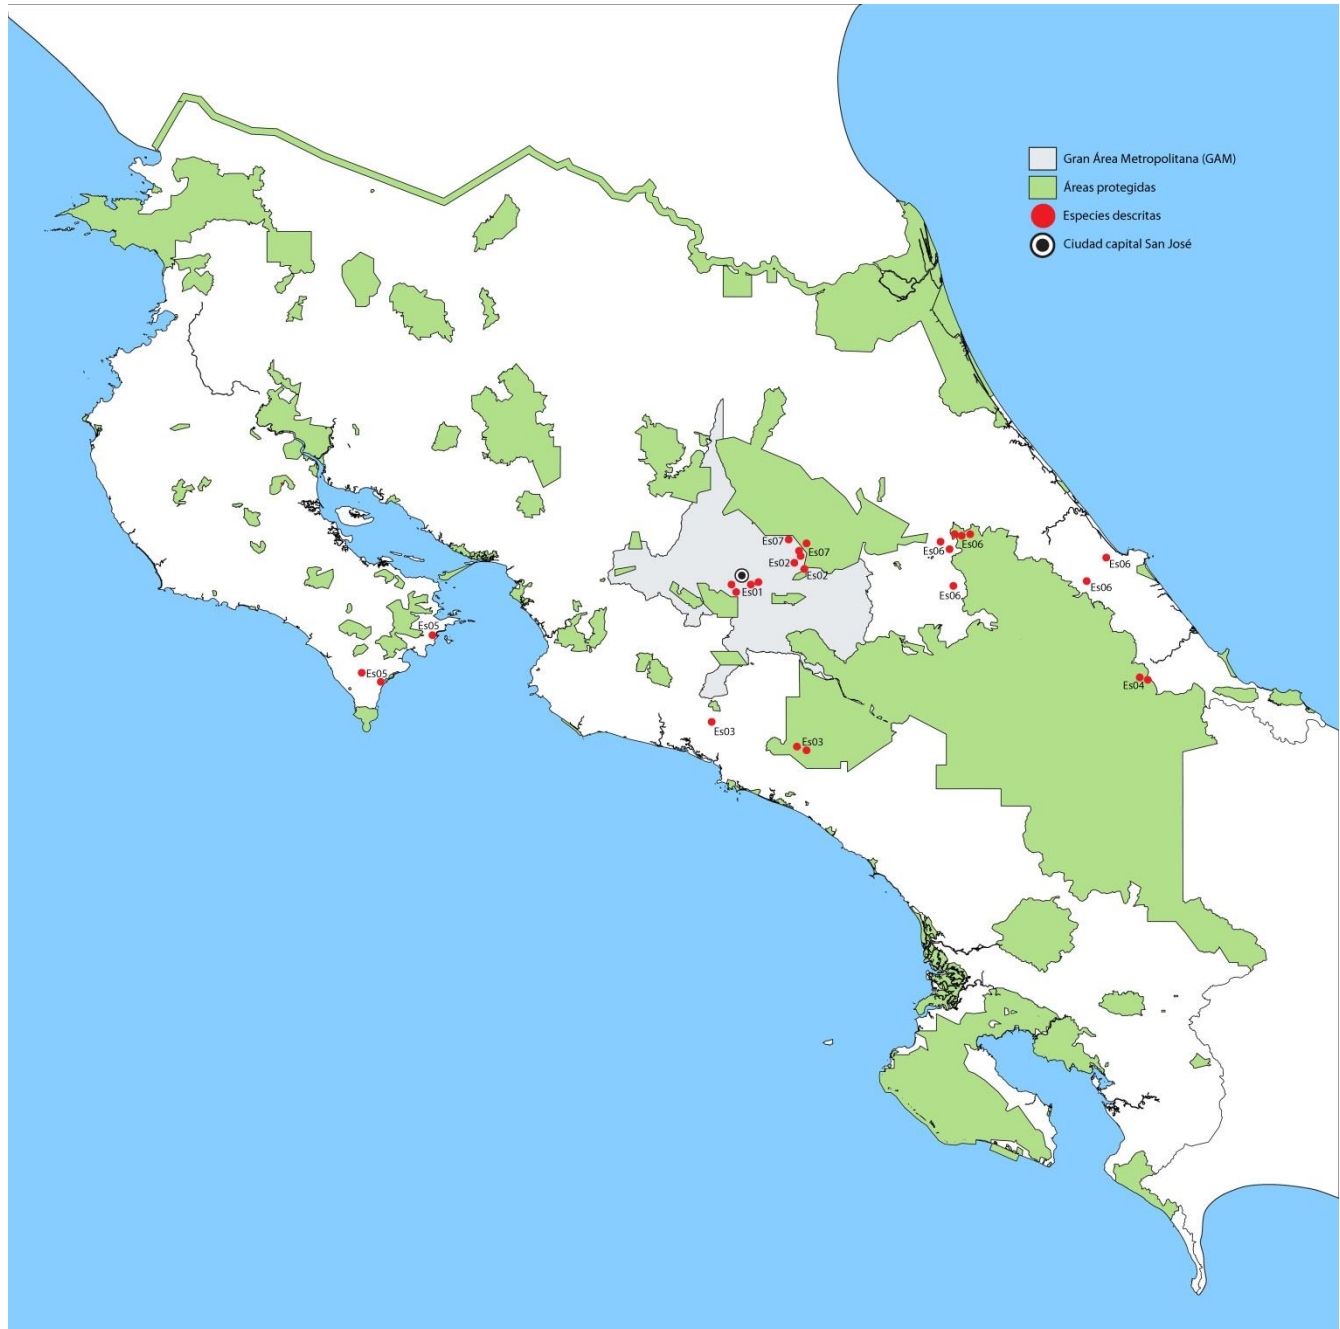 Gran Área Metropolitana (GAM)
Áreas protegidas
Especies descritas
Ciudad capital San José
Es07
Es07
Es06
Es06
Es02
Es02
Es06
Es01
Es06
Es06
Es05
Es05
Es04
Es03
Es03